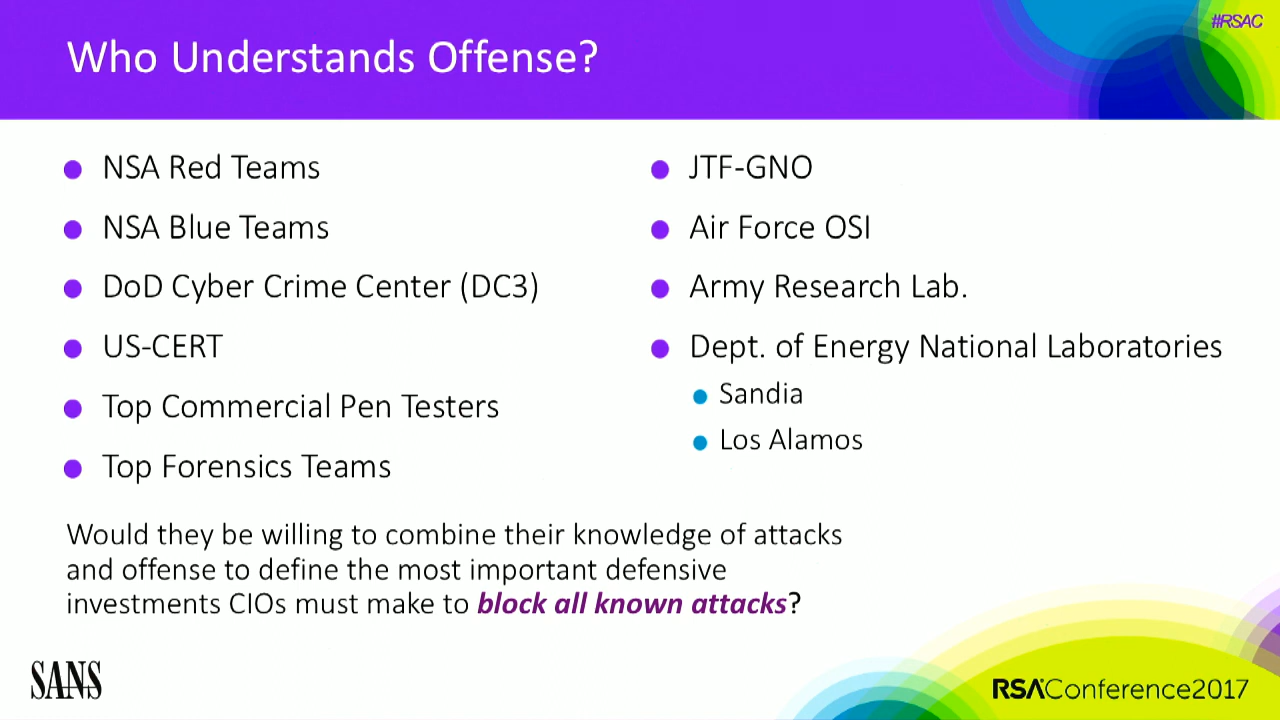 #RSAC
Who Understands Offense?
NSA Red Teams
NSA Blue Teams
DoD Cyber Crime Center (DC3)
US-CERT
Top Commercial Pen Testers
Top Forensics Teams
JTF-GNO
Air Force OSI
Army Research Lab.
Dept. of Energy National Laboratories
Sandia
Los Alamos
Would they be willing to combine their knowledge of attacks
and offense to define the most important defensive
investments CIOs must make to block all known attacks?
SANS
RSAConference2017